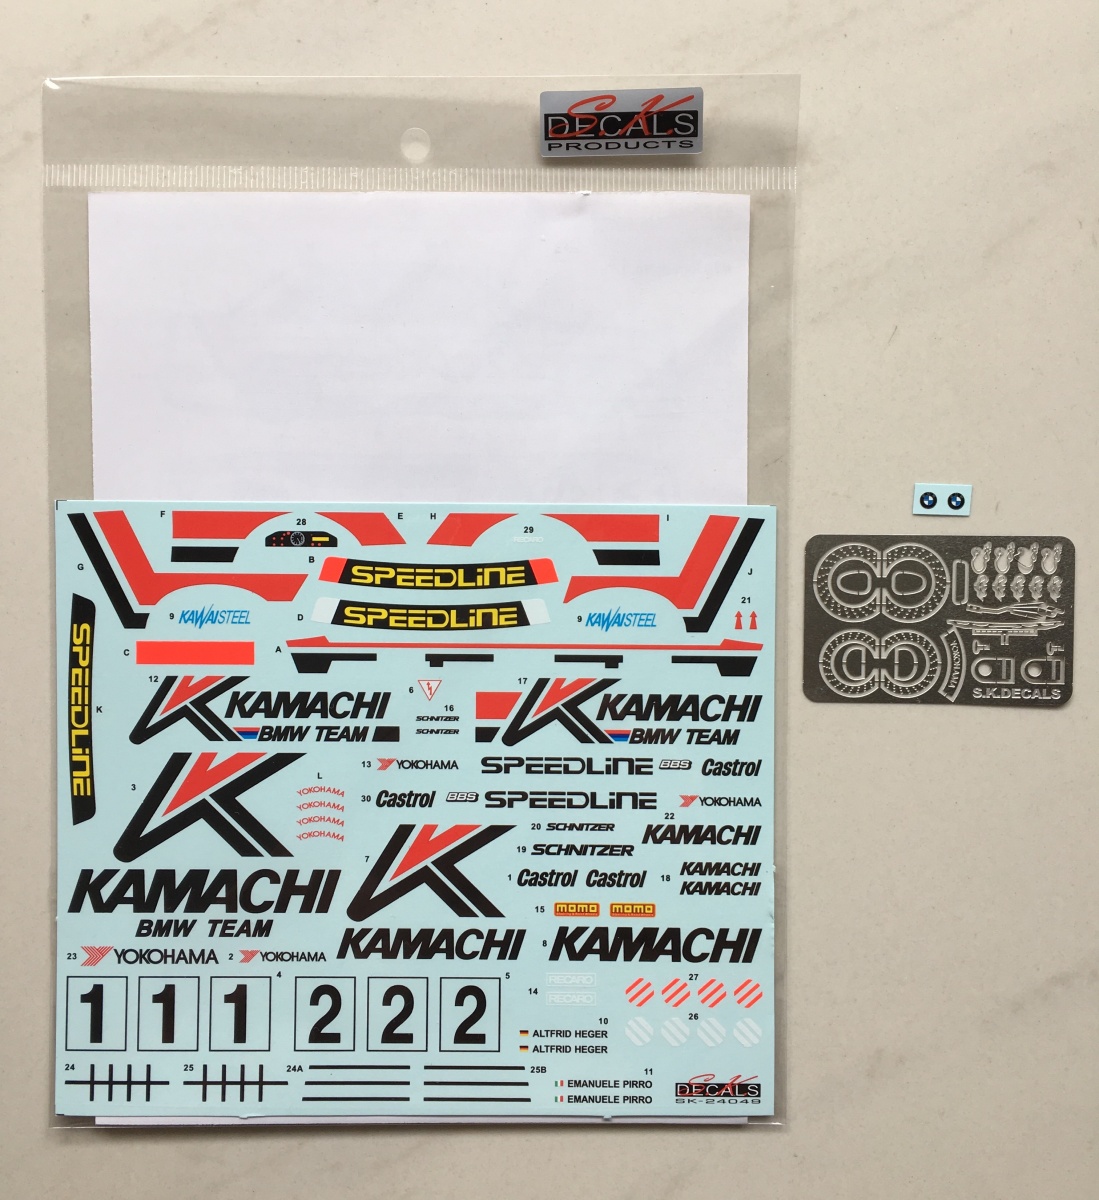 S.K.
DECALS
PRODUCTS
F
E
H
I
28
29
RECARO
G
B
SPEEDLINE
J
9 KAWAISTEEL
D
SPEEDLINE
9 KAWAISTEEL
21
SPEEDLINE
K
C
A
12
KAMACHI
BMW TEAM
6
16
SCHNITZER
SCHNITZER
17
KAMACHI
BMW TEAM
13 YOKOHAMA SPEEDLINE BBS Castrol
3
L
YOKOHAMA
YOKOHAMA
YOKOHAMA
YOKOHAMA
30 Castrol BBS SPEEDLINE YOKOHAMA
22
20 SCHNITZER
KAMACHI
19 SCHNITZER
7
1 Castrol Castrol
18 KAMACHI
KAMACHI
KAMACHI
BMW TEAM
15 MOMO MOMO
KAMACHI
8 KAMACHI
23 YOKOHAMA
2 YOKOHAMA
4
1 1 1
5
2 2 2
14 RECARO
RECARO
27
26
10
ALTFRID HEGER
ALTFRID HEGER
24
25
24A
25B
11
EMANUELE PIRRO
EMANUELE PIRRO
S.K.
DECALS
SK-24049
YOKOHAMA
S.K.DECALS